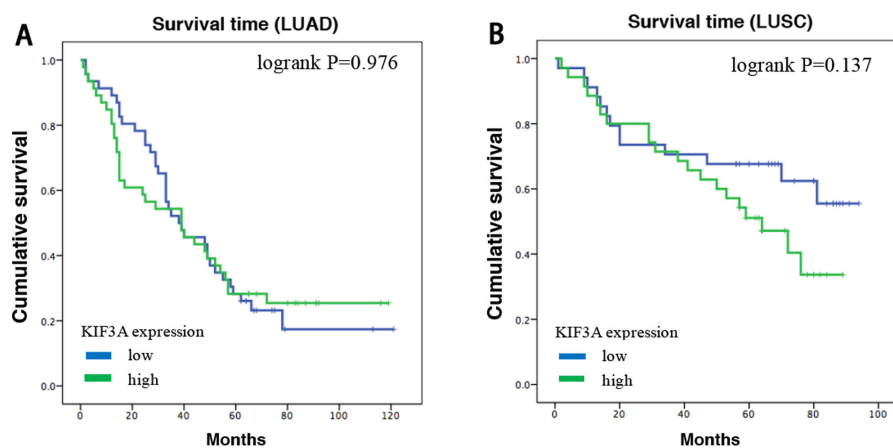 A
Survival time (LUAD)
logrank P=0.976
Cumulative survival
1.0
0.8
0.6
0.4
0.2
0.0
KIF3A expression
low
high
0 20 40 60 80 100 120
Months
B
Survival time (LUSC)
logrank P=0.137
Cumulative survival
1.0
0.8
0.6
0.4
0.2
0.0
KIF3A expression
low
high
0 20 40 60 80 100
Months